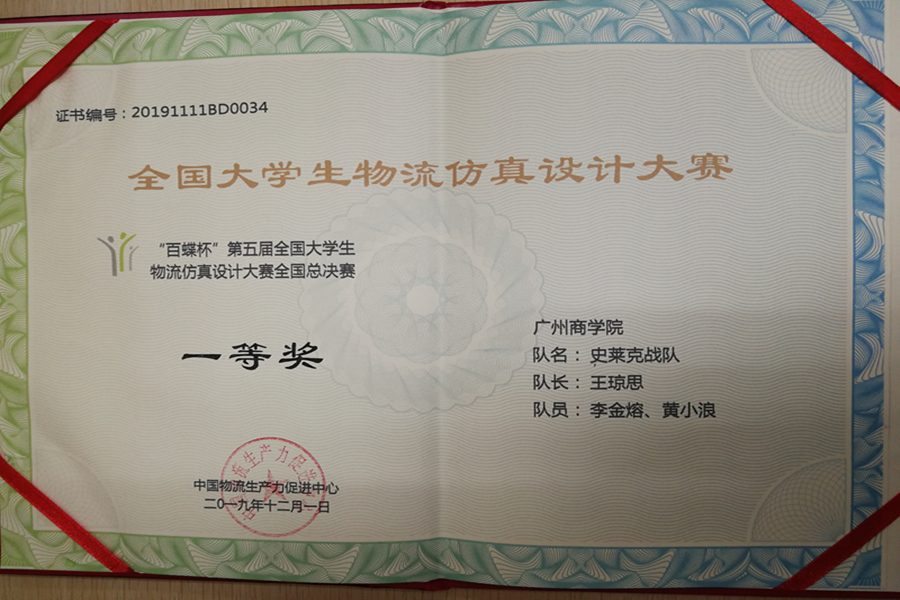 证书编号：20191111BD0034
全国大学生物流仿真设计大赛
“百蝶杯”第五届全国大学生
物流仿真设计大赛全国总决赛
一等奖
广州商学院
队名：史莱克战队
队长：王琼思
队员：李金熔、黄小浪
中国物流生产力促进中心
二〇一九年十二月一日